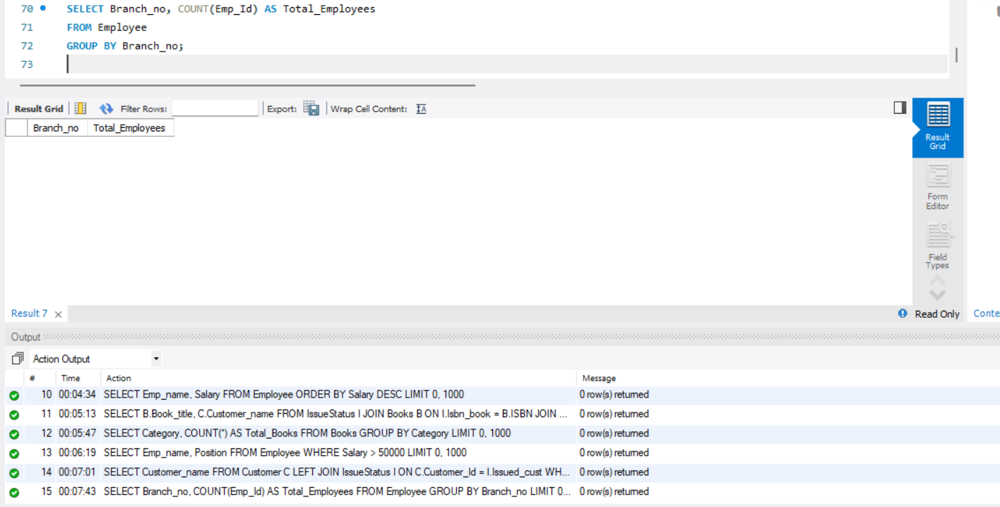 70 SELECT Branch_no, COUNT(Emp_Id) AS Total_Employees
71 FROM Employee
72 GROUP BY Branch_no;
73
Result Grid Filter Rows: Export: Wrap Cell Content: IA
Branch_no Total_Employees
Result
Grid
Form
Editor
Field
Types
Result 7 × Read Only Conte
Output
Action Output
# Time Action Message
10 00:04:34 SELECT Emp_name, Salary FROM Employee ORDER BY Salary DESC LIMIT 0, 1000 0 row(s) returned
11 00:05:13 SELECT B.Book_title, C.Customer_name FROM IssueStatus I JOIN Books B ON I.Isbn_book = B.ISBN JOIN ... 0 row(s) returned
12 00:05:47 SELECT Category, COUNT(*) AS Total_Books FROM Books GROUP BY Category LIMIT 0, 1000 0 row(s) returned
13 00:06:19 SELECT Emp_name, Position FROM Employee WHERE Salary > 50000 LIMIT 0, 1000 0 row(s) returned
14 00:07:01 SELECT Customer_name FROM Customer C LEFT JOIN IssueStatus I ON C.Customer_Id = I.Issued_cust WH... 0 row(s) returned
15 00:07:43 SELECT Branch_no, COUNT(Emp_Id) AS Total_Employees FROM Employee GROUP BY Branch_no LIMIT 0... 0 row(s) returned